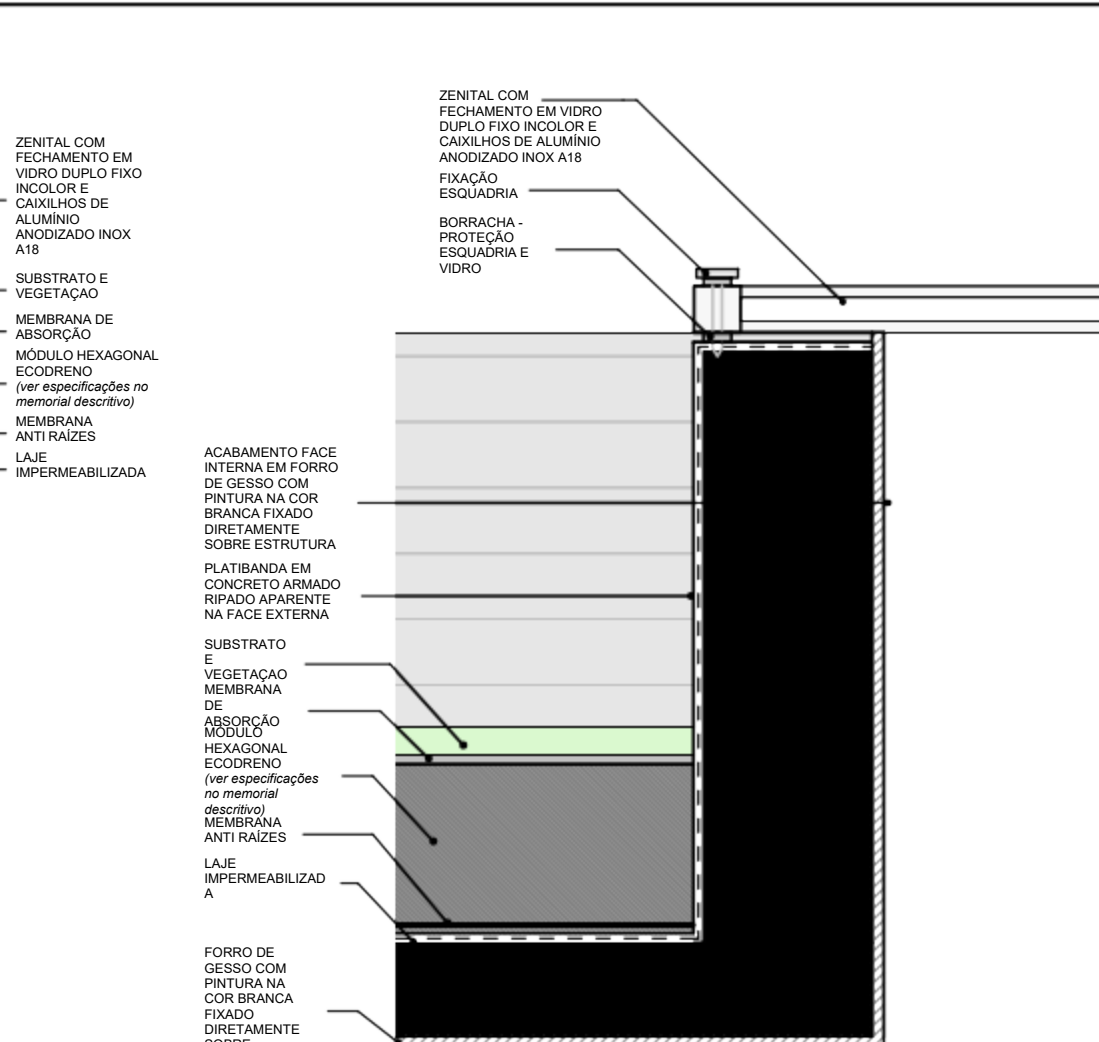 ZENITAL COM
FECHAMENTO EM
VIDRO DUPLO FIXO
INCOLOR E
CAIXILHOS DE
ALUMÍNIO
ANODIZADO INOX
A18
SUBSTRATO E
VEGETAÇAO
MEMBRANA DE
ABSORÇÃO
MÓDULO HEXAGONAL
ECODRENO
(ver especificações no
memorial descritivo)
MEMBRANA
ANTI RAÍZES
LAJE
IMPERMEABILIZADA
ZENITAL COM
FECHAMENTO EM VIDRO
DUPLO FIXO INCOLOR E
CAIXILHOS DE ALUMÍNIO
ANODIZADO INOX A18
FIXAÇÃO
ESQUADRIA
BORRACHA -
PROTEÇÃO
ESQUADRIA E
VIDRO
ACABAMENTO FACE
INTERNA EM FORRO
DE GESSO COM
PINTURA NA COR
BRANCA FIXADO
DIRETAMENTE
SOBRE ESTRUTURA
PLATIBANDA EM
CONCRETO ARMADO
RIPADO APARENTE
NA FACE EXTERNA
SUBSTRATO
E
VEGETAÇAO
MEMBRANA
DE
ABSORÇÃO
MÓDULO
HEXAGONAL
ECODRENO
(ver especificações
no memorial
descritivo)
MEMBRANA
ANTI RAÍZES
LAJE
IMPERMEABILIZAD
A
FORRO DE
GESSO COM
PINTURA NA
COR BRANCA
FIXADO
DIRETAMENTE
SOBRE